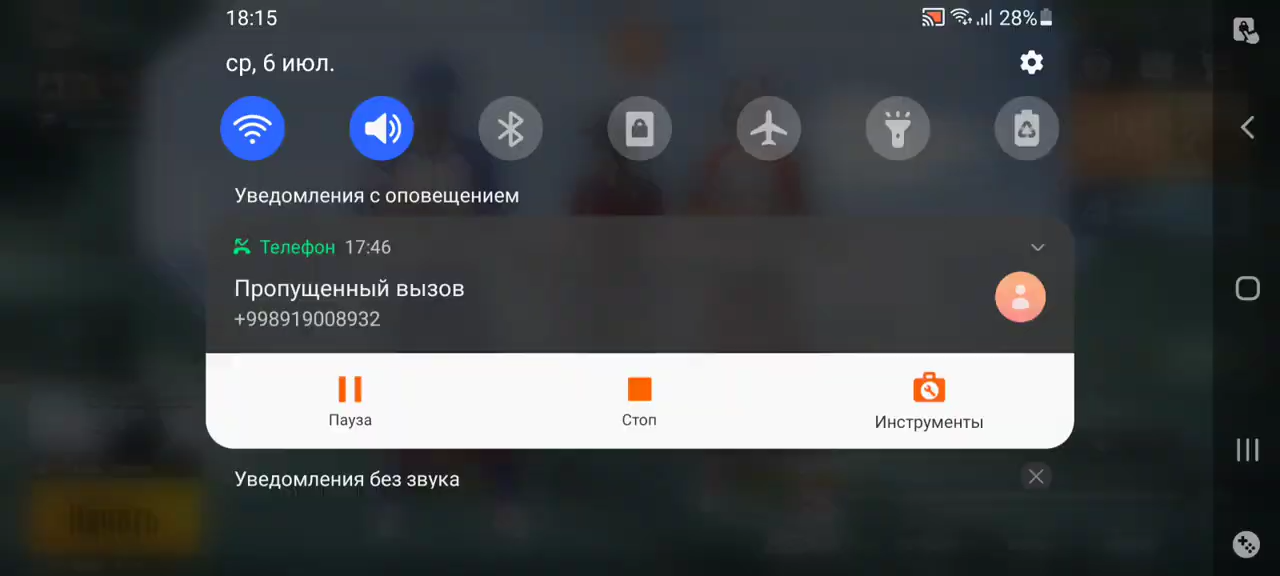 18:15
28%
ср, 6 июл.
Уведомления с оповещением
Телефон 17:46
Пропущенный вызов
+998919008932
Пауза
Стоп
Инструменты
Уведомления без звука